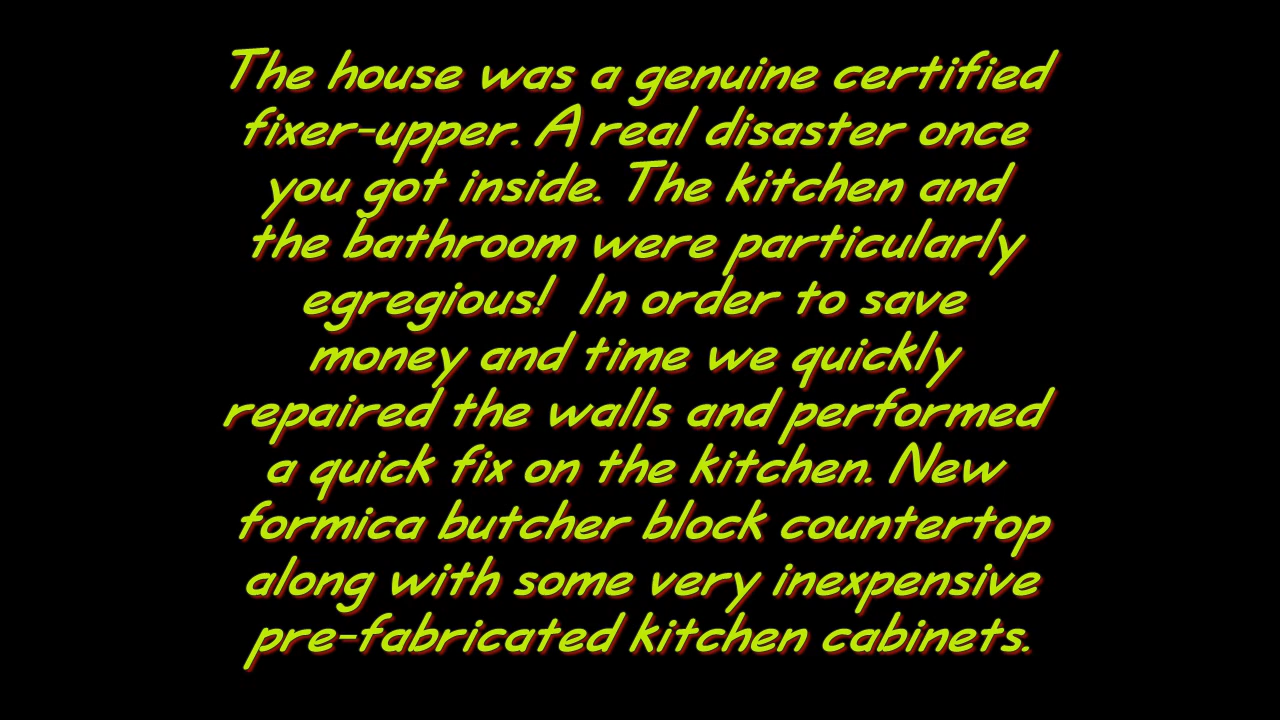 The house was a genuine certified
fixer-upper. A real disaster once
you got inside. The kitchen and
the bathroom were particularly
egregious!  In order to save
money and time we quickly
repaired the walls and performed
a quick fix on the kitchen. New
formica butcher block countertop
along with some very inexpensive
pre-fabricated kitchen cabinets.